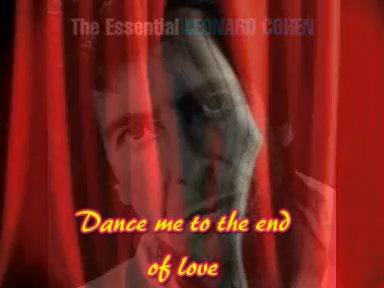 The Essential LEONARD COHEN
Dance me to the end
of love